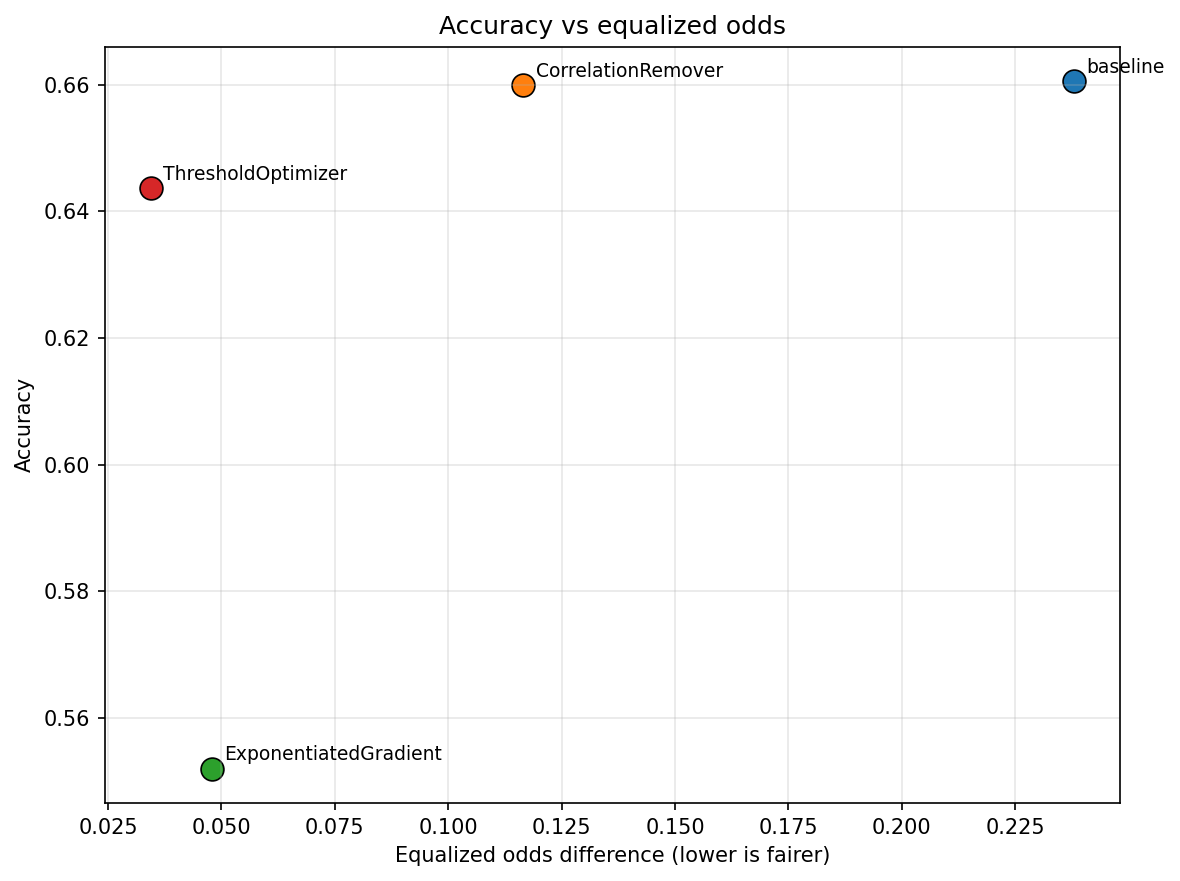 Accuracy vs equalized odds
baseline
CorrelationRemover
0.66
ThresholdOptimizer
0.64
0.62
Accuracy
0.60
0.58
0.56
ExponentiatedGradient
0.025 0.050 0.075 0.100 0.125 0.150 0.175 0.200 0.225
Equalized odds difference (lower is fairer)